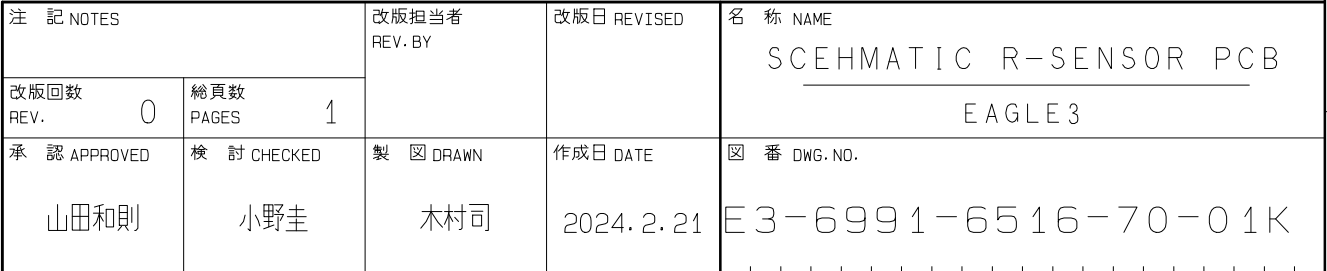 注 記 NOTES
改版担当者
REV. BY
改版日 REVISED
名 称 NAME
SCEHMATIC R-SENSOR PCB
EAGLE3
改版回数
REV. 0
総頁数
PAGES 1
承 認 APPROVED
山田和則
検 討 CHECKED
小野圭
製 図 DRAWN
木村司
作成日 DATE
2024.2.21
図 番 DWG.NO.
E3-6991-6516-70-01K